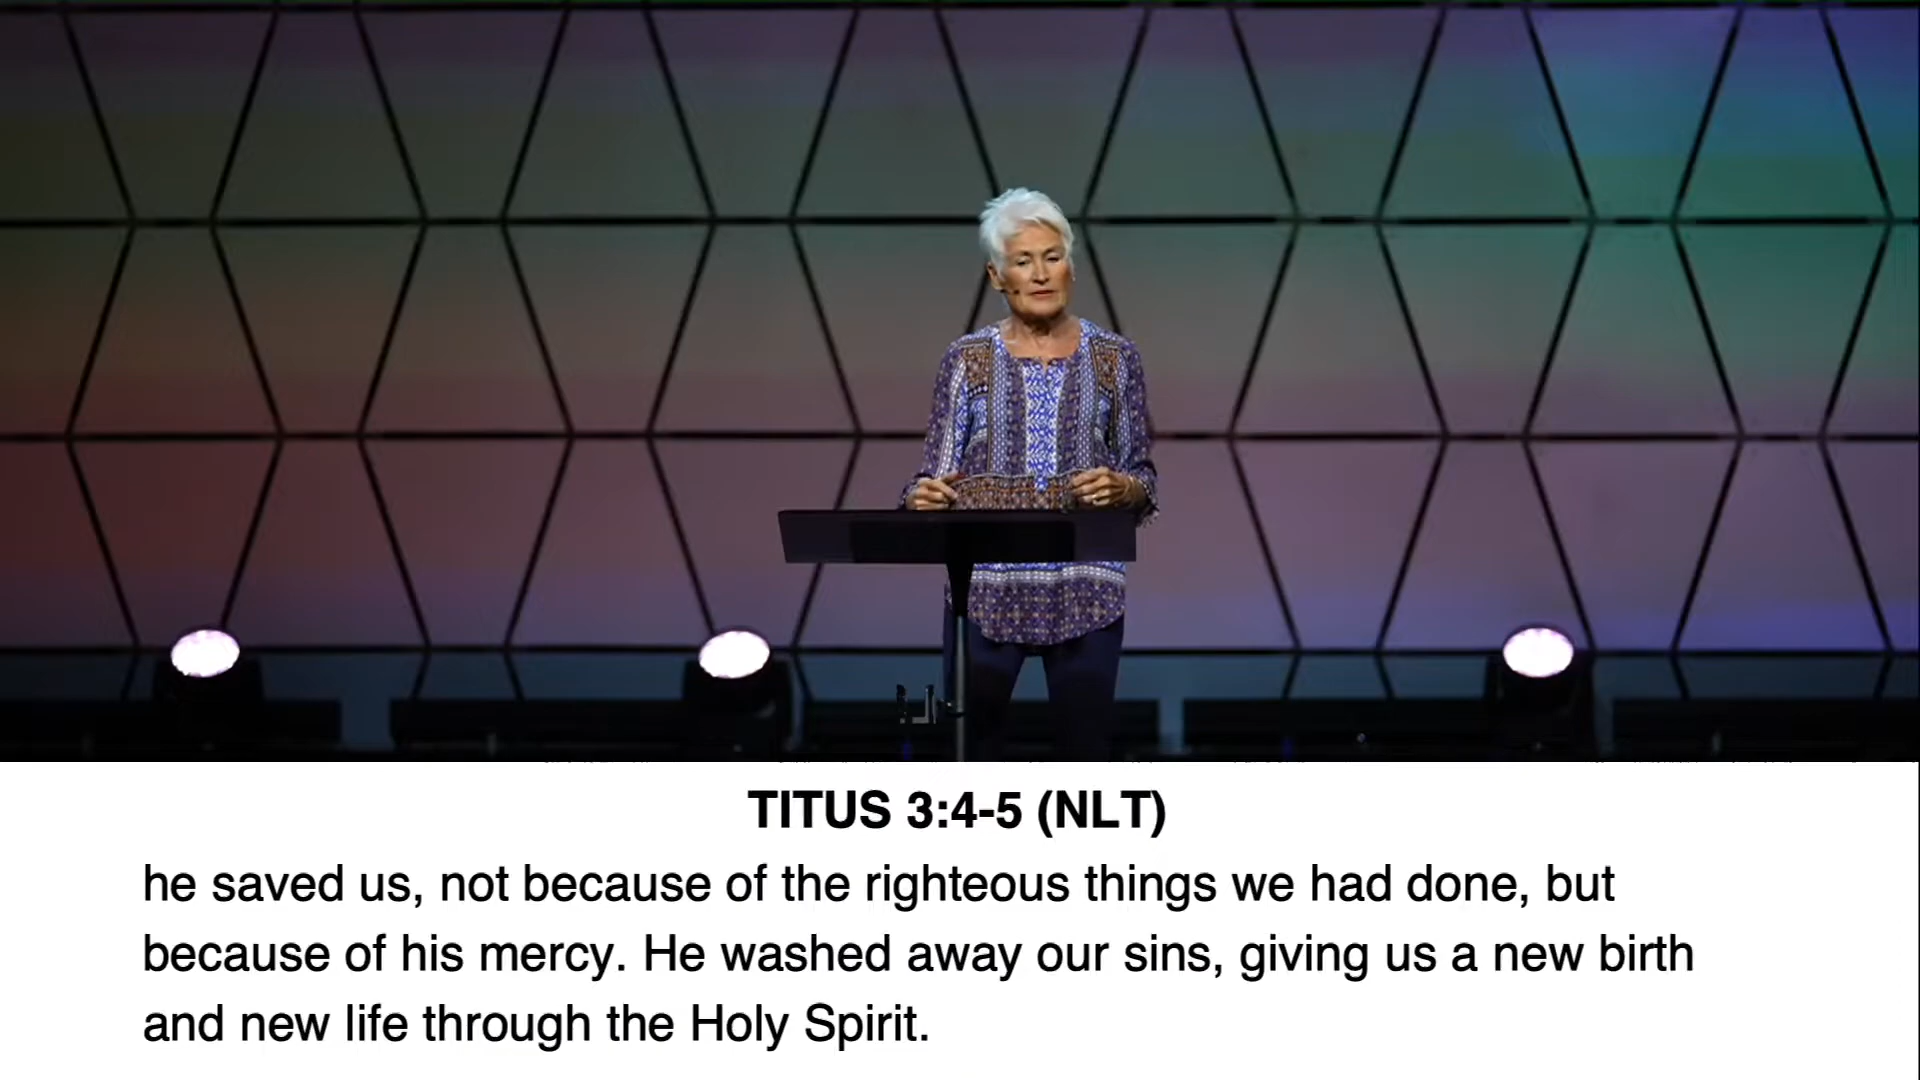 TITUS 3:4-5 (NLT)
he saved us, not because of the righteous things we had done, but
because of his mercy. He washed away our sins, giving us a new birth
and new life through the Holy Spirit.